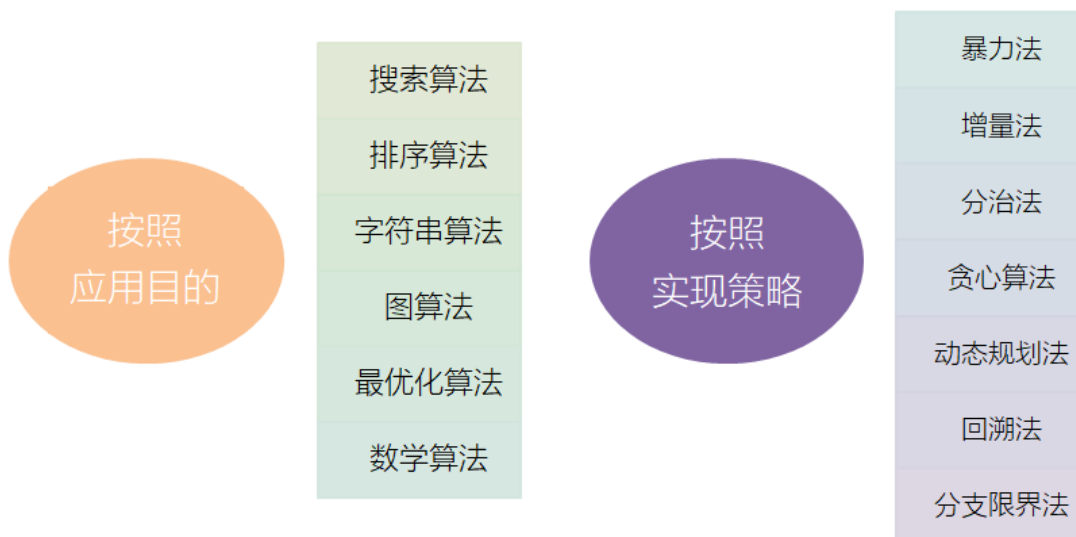 按照
应用目的
搜索算法
排序算法
字符串算法
图算法
最优化算法
数学算法
按照
实现策略
暴力法
增量法
分治法
贪心算法
动态规划法
回溯法
分支限界法